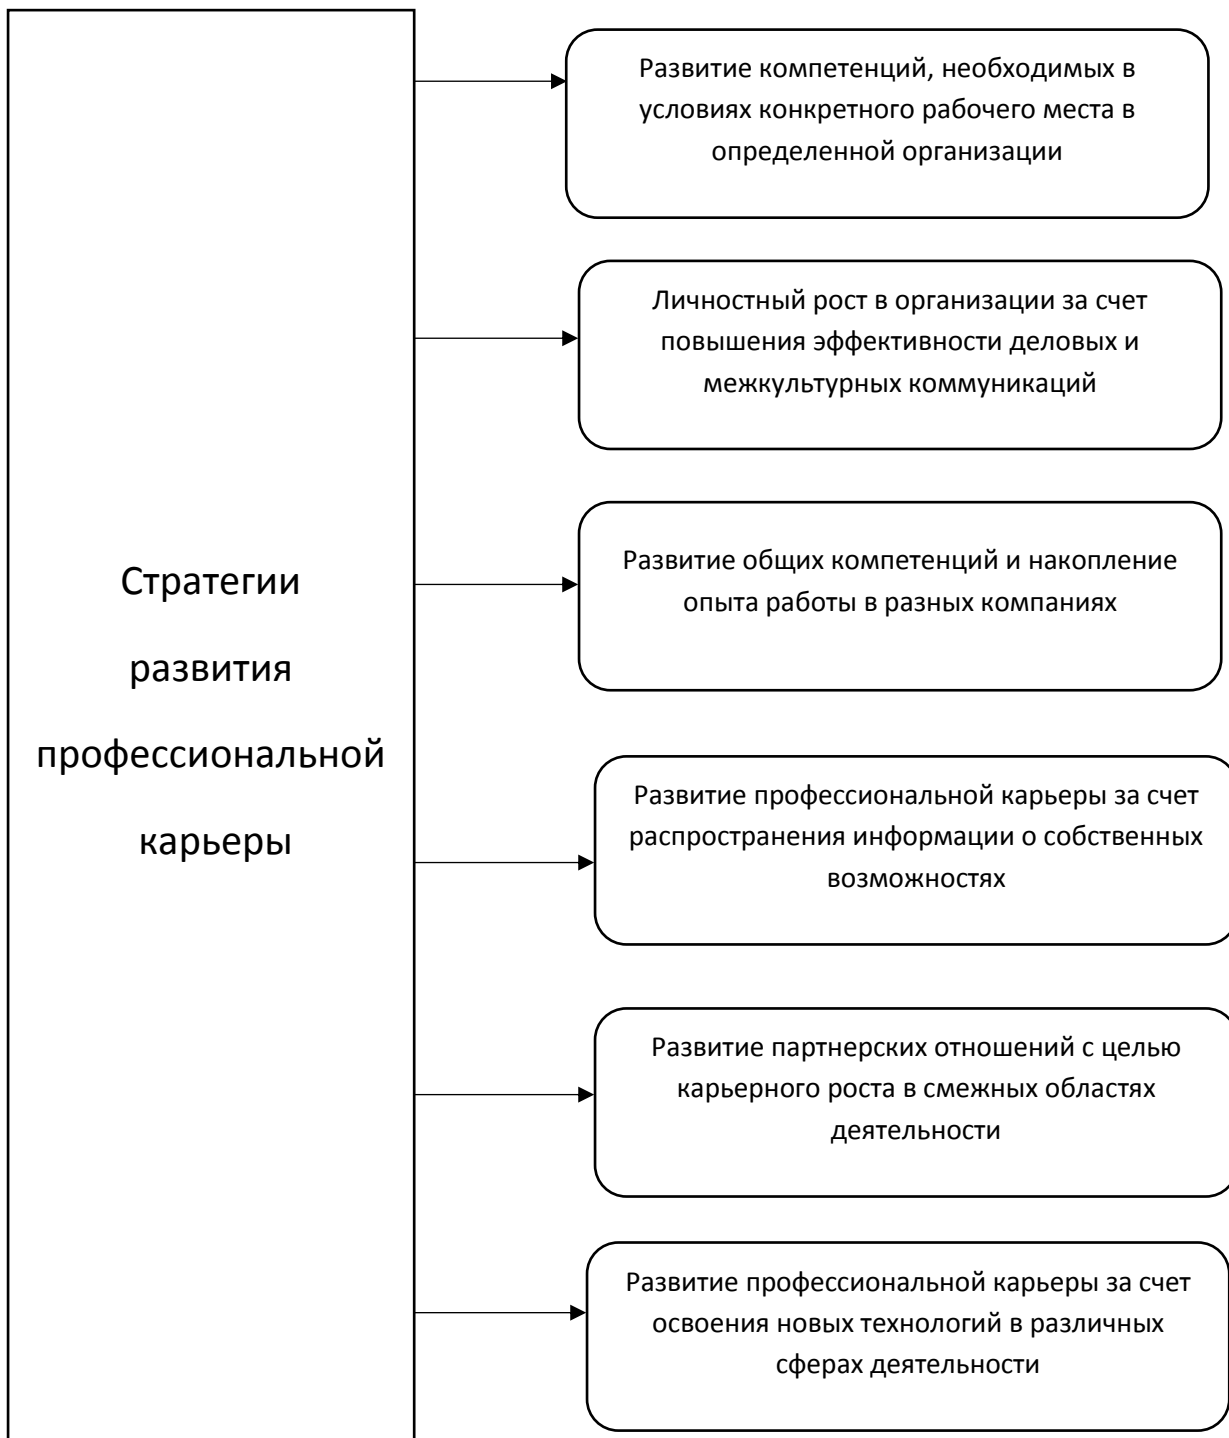 Стратегии
развития
профессиональной
карьеры
Развитие компетенций, необходимых в
условиях конкретного рабочего места в
определенной организации
Личностный рост в организации за счет
повышения эффективности деловых и
межкультурных коммуникаций
Развитие общих компетенций и накопление
опыта работы в разных компаниях
Развитие профессиональной карьеры за счет
распространения информации о собственных
возможностях
Развитие партнерских отношений с целью
карьерного роста в смежных областях
деятельности
Развитие профессиональной карьеры за счет
освоения новых технологий в различных
сферах деятельности